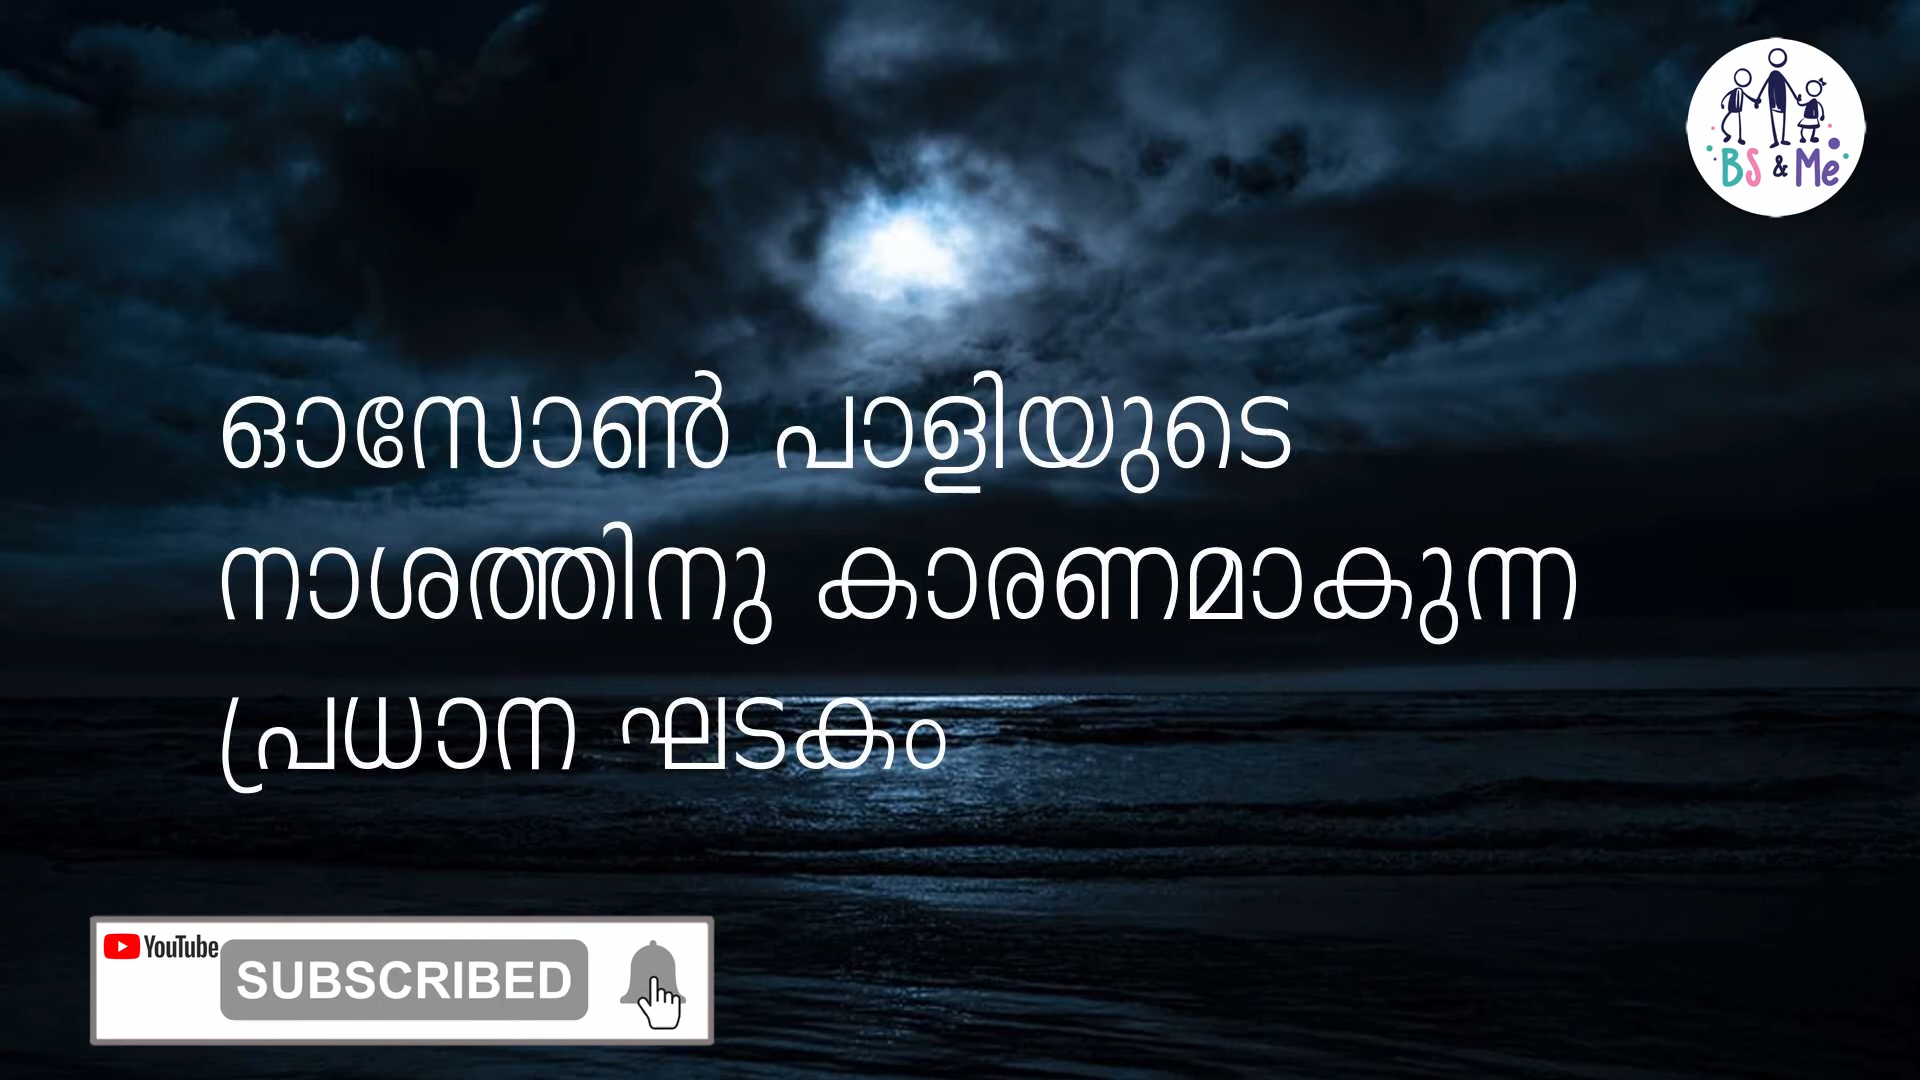 BS & Me
ഓസോൺ പാളിയുടെ
നാശത്തിനു കാരണമാകുന്ന
പ്രധാന ഘടകം
YouTube
SUBSCRIBED